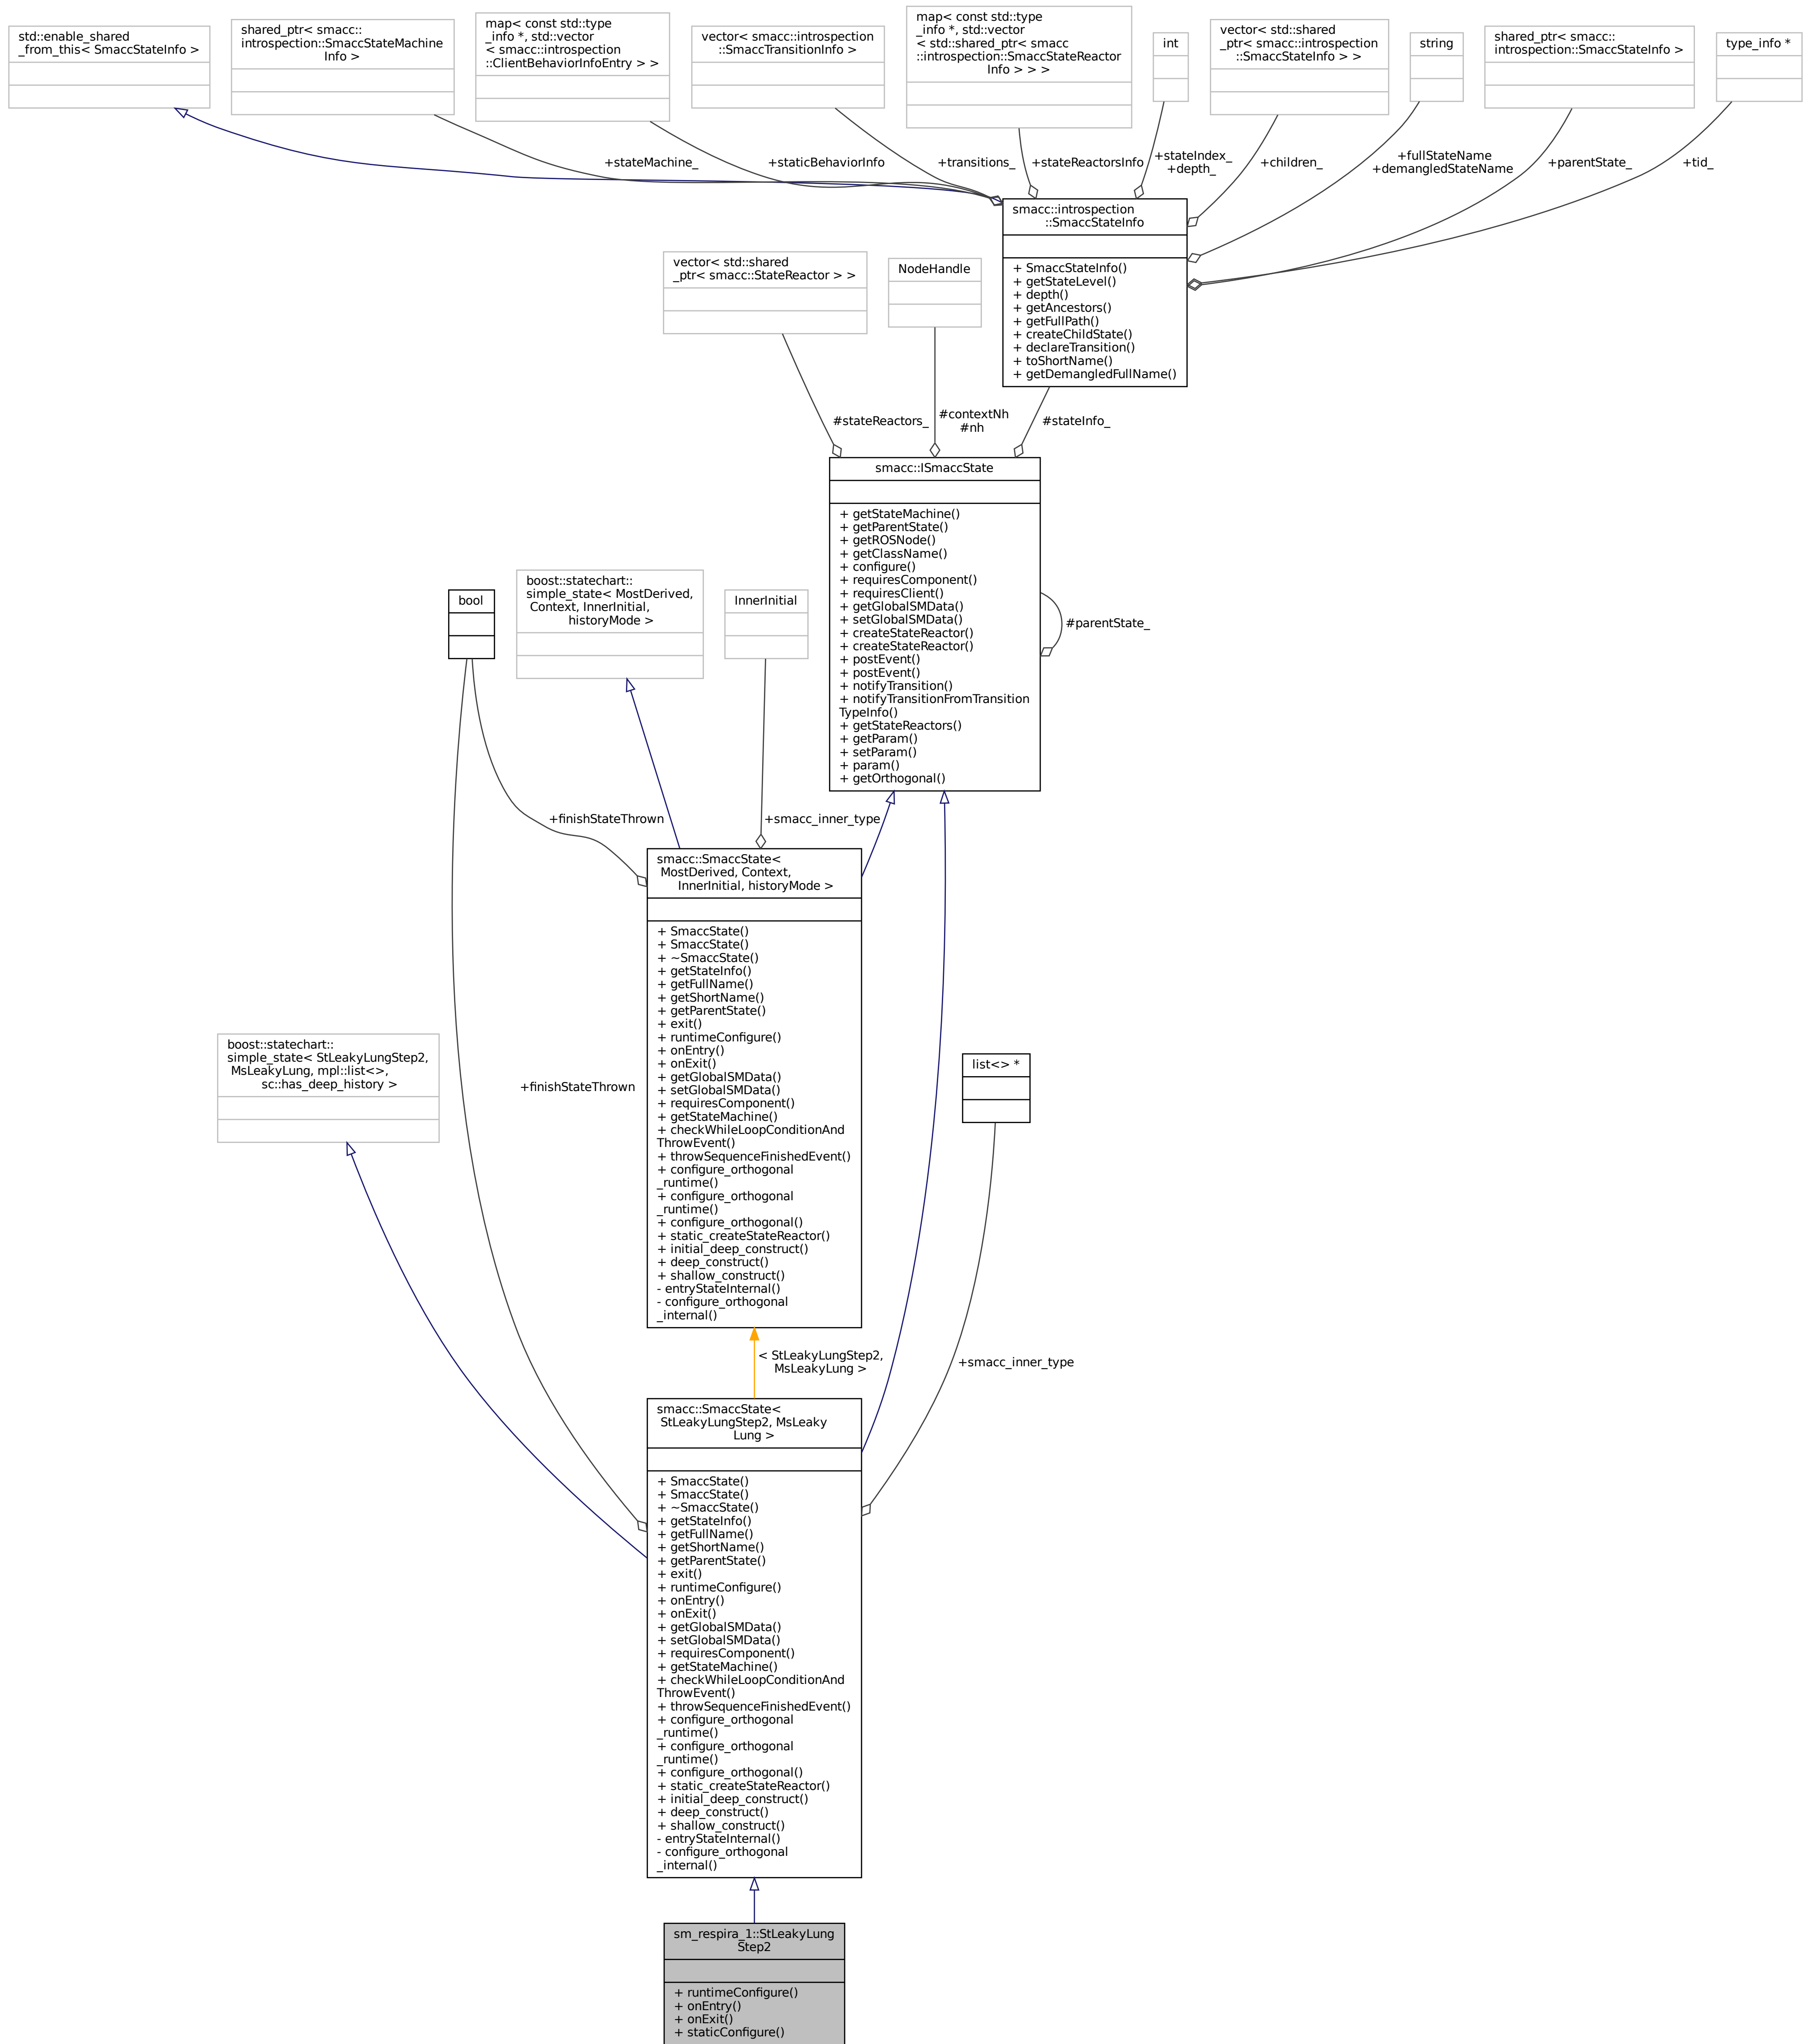 std::enable_shared
_from_this< SmaccStateInfo >
shared_ptr< smacc::
introspection::SmaccStateMachine
Info >
map< const std::type
_info *, std::vector
< smacc::introspection
::ClientBehaviorInfoEntry > >
vector< smacc::introspection
::SmaccTransitionInfo >
map< const std::type
_info *, std::vector
< std::shared_ptr< smacc
::introspection::SmaccStateReactor
Info > > >
int
vector< std::shared
_ptr< smacc::introspection
::SmaccStateInfo > >
string
shared_ptr< smacc::
introspection::SmaccStateInfo >
type_info *
+stateMachine_
+staticBehaviorInfo
+transitions_
+stateReactorsInfo
+stateIndex_
+depth_
+children_
+fullStateName
+demangledStateName
+parentState_
+tid_
smacc::introspection
::SmaccStateInfo
+ SmaccStateInfo()
+ getStateLevel()
+ depth()
+ getAncestors()
+ getFullPath()
+ createChildState()
+ declareTransition()
+ toShortName()
+ getDemangledFullName()
vector< std::shared
_ptr< smacc::StateReactor > >
NodeHandle
#stateReactors_
#contextNh
#nh
#stateInfo_
smacc::ISmaccState
+ getStateMachine()
+ getParentState()
+ getROSNode()
+ getClassName()
+ configure()
+ requiresComponent()
+ requiresClient()
+ getGlobalSMData()
+ setGlobalSMData()
+ createStateReactor()
+ createStateReactor()
+ postEvent()
+ postEvent()
+ notifyTransition()
+ notifyTransitionFromTransition
TypeInfo()
+ getStateReactors()
+ getParam()
+ setParam()
+ param()
+ getOrthogonal()
#parentState_
bool
boost::statechart::
simple_state< MostDerived,
Context, InnerInitial,
historyMode >
InnerInitial
+finishStateThrown
+smacc_inner_type
smacc::SmaccState<
MostDerived, Context,
InnerInitial, historyMode >
+ SmaccState()
+ SmaccState()
+ ~SmaccState()
+ getStateInfo()
+ getFullName()
+ getShortName()
+ getParentState()
+ exit()
+ runtimeConfigure()
+ onEntry()
+ onExit()
+ getGlobalSMData()
+ setGlobalSMData()
+ requiresComponent()
+ getStateMachine()
+ checkWhileLoopConditionAnd
ThrowEvent()
+ throwSequenceFinishedEvent()
+ configure_orthogonal
_runtime()
+ configure_orthogonal
_runtime()
+ configure_orthogonal()
+ static_createStateReactor()
+ initial_deep_construct()
+ deep_construct()
+ shallow_construct()
- entryStateInternal()
- configure_orthogonal
_internal()
boost::statechart::
simple_state< StLeakyLungStep2,
MsLeakyLung, mpl::list<>,
sc::has_deep_history >
+finishStateThrown
list<> *
< StLeakyLungStep2,
MsLeakyLung >
+smacc_inner_type
smacc::SmaccState<
StLeakyLungStep2, MsLeaky
Lung >
+ SmaccState()
+ SmaccState()
+ ~SmaccState()
+ getStateInfo()
+ getFullName()
+ getShortName()
+ getParentState()
+ exit()
+ runtimeConfigure()
+ onEntry()
+ onExit()
+ getGlobalSMData()
+ setGlobalSMData()
+ requiresComponent()
+ getStateMachine()
+ checkWhileLoopConditionAnd
ThrowEvent()
+ throwSequenceFinishedEvent()
+ configure_orthogonal
_runtime()
+ configure_orthogonal
_runtime()
+ configure_orthogonal()
+ static_createStateReactor()
+ initial_deep_construct()
+ deep_construct()
+ shallow_construct()
- entryStateInternal()
- configure_orthogonal
_internal()
sm_respira_1::StLeakyLung
Step2
+ runtimeConfigure()
+ onEntry()
+ onExit()
+ staticConfigure()